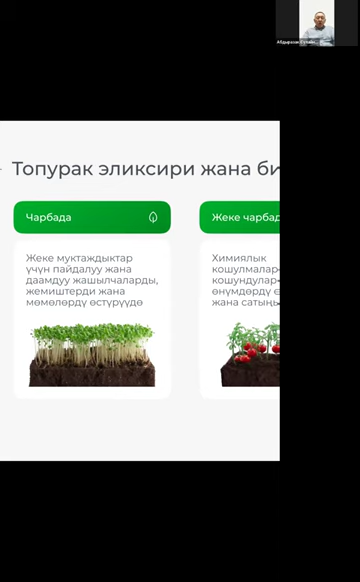 Абдыразак
Топурак эликсири жана би
Чарбада
Жеке муктаждыктар
үчүн пайдалуу жана
даамдуу жашылчаларды,
жемиштерди жана
мөмөлөрдү өстүрүүдө
Жеке чарбад
Химиялык
кошулмалар
кошундулар
өнүмдөрдү
жана сатың